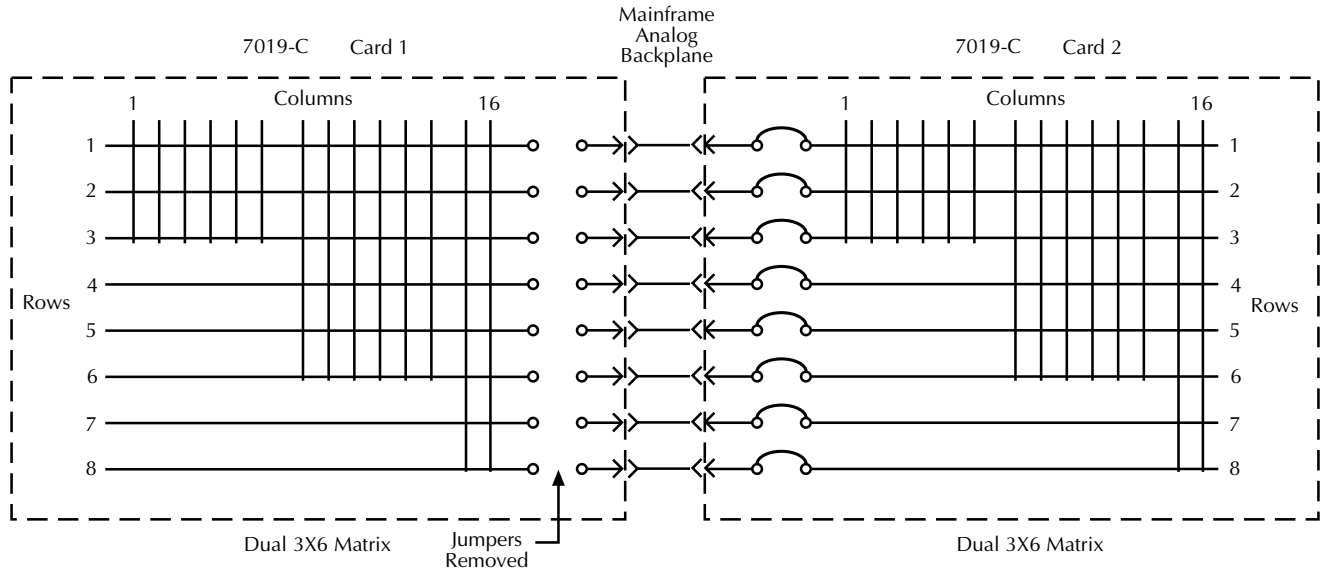 Mainframe
Analog
Backplane
7019-C Card 1
7019-C Card 2
1 Columns 16
1 Columns 16
1
2
3
4
5
6
7
8
Rows
1
2
3
4
5
6
7
8
Rows
Dual 3X6 Matrix
Jumpers
Removed
Dual 3X6 Matrix